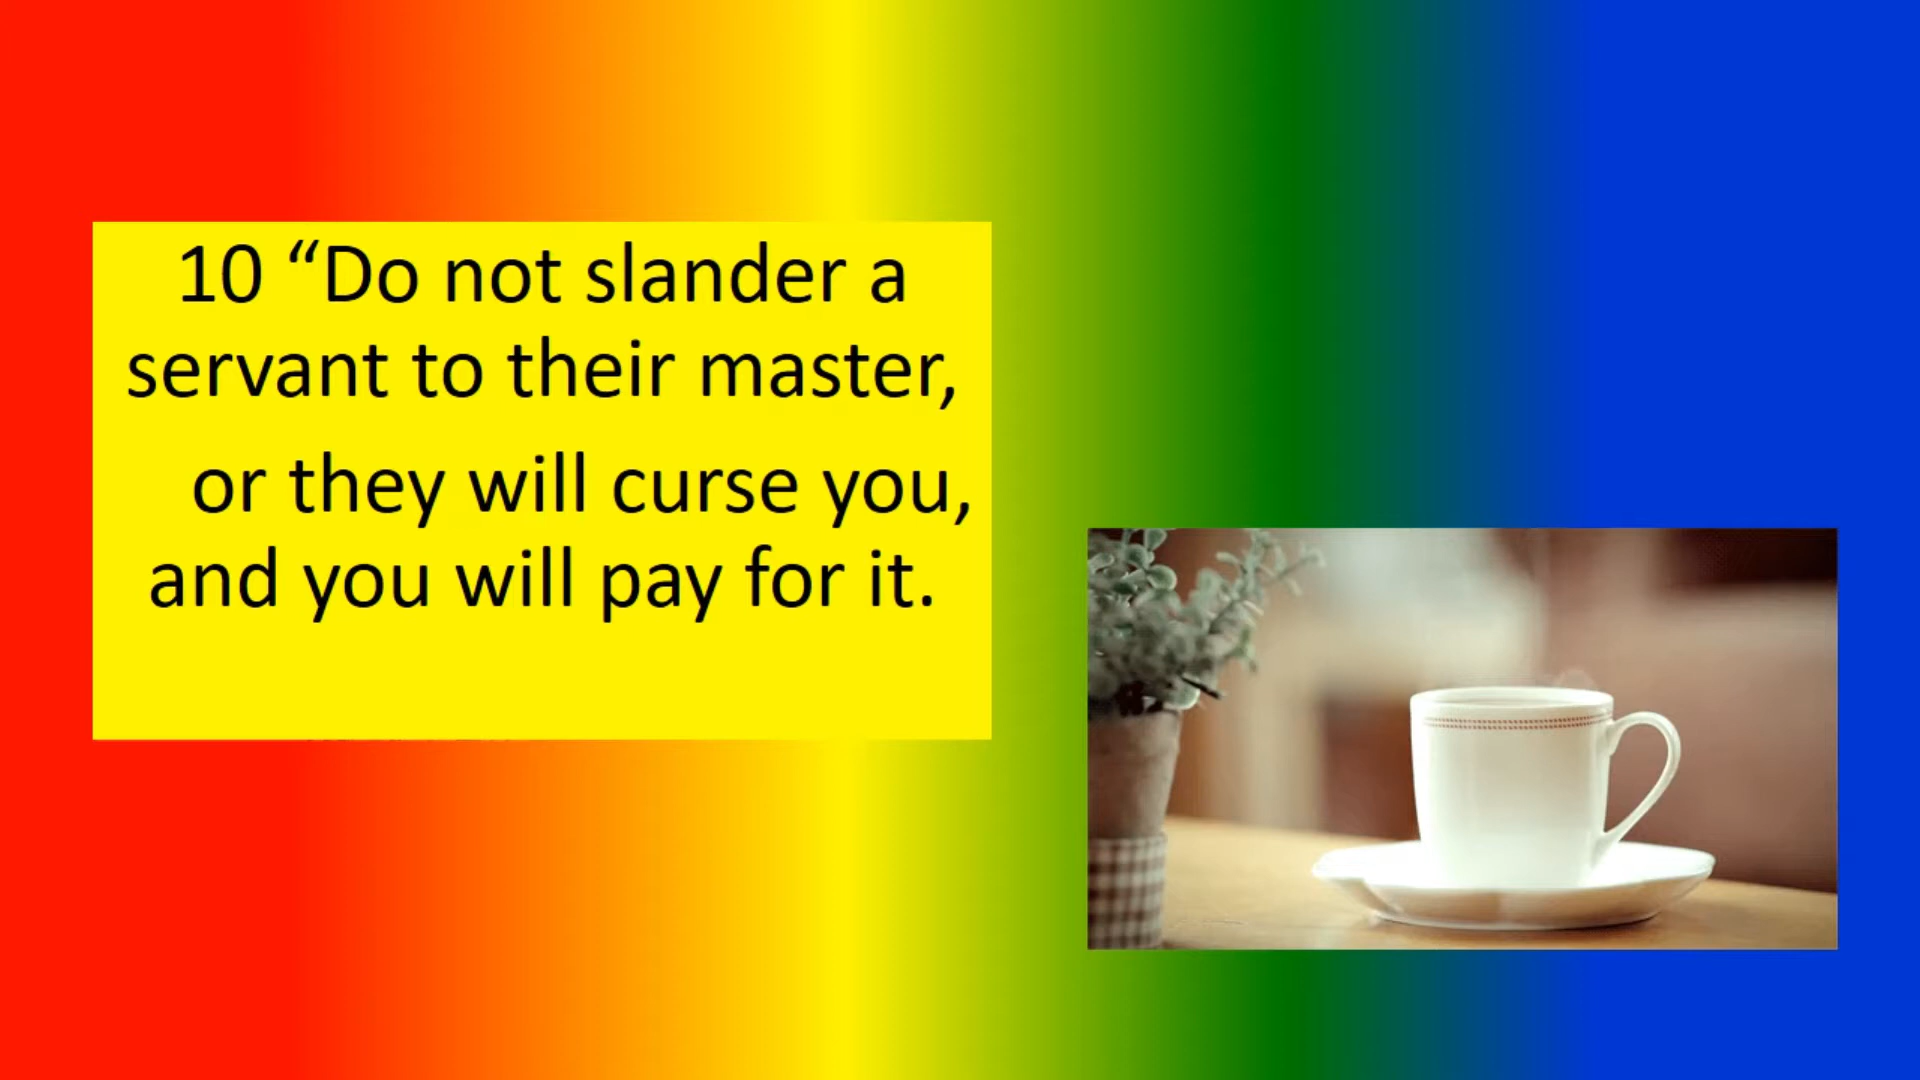 10 “Do not slander a
servant to their master,
or they will curse you,
and you will pay for it.